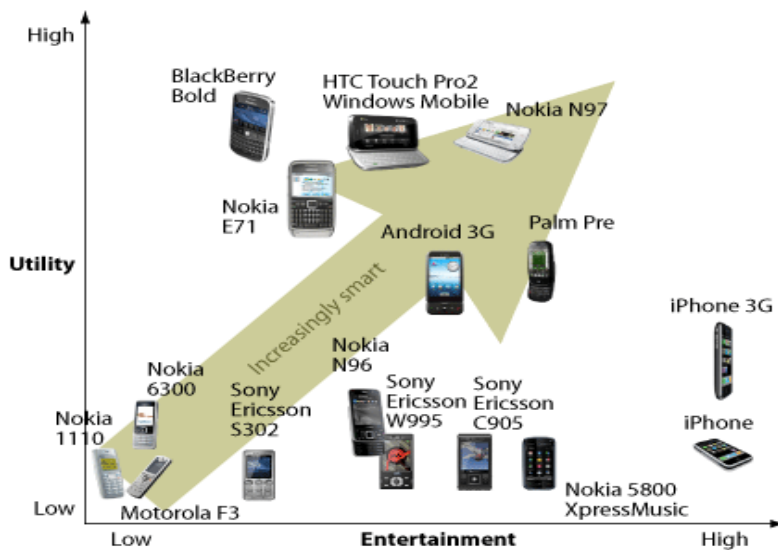 High
BlackBerry
Bold
HTC Touch Pro2
Windows Mobile
Nokia N97
Nokia
E71
Android 3G
Palm Pre
Utility
Increasingly smart
iPhone 3G
Nokia
N96
Nokia
6300
Sony
Ericsson
S302
Sony
Ericsson
W995
Sony
Ericsson
C905
Nokia
1110
iPhone
Nokia 5800
XpressMusic
Low
Motorola F3
Low
Entertainment
High